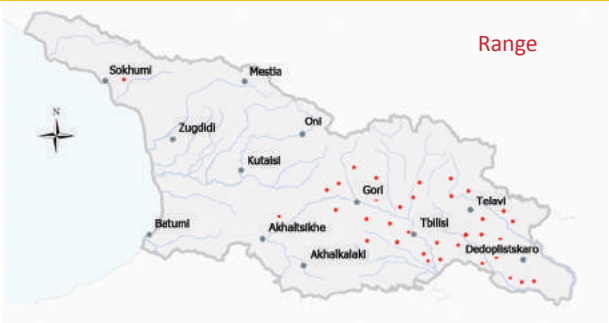 Range
Sokhumi
Mestia
N
Zugdidi
Oni
Kutaisi
Gori
Telavi
Batumi
Tbilisi
Akhaltsikhe
Dedoplistskaro
Akhalkalaki